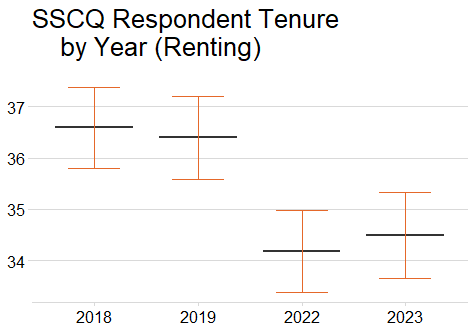 SSCQ Respondent Tenure
by Year (Renting)
37
36
35
34
2018 2019 2022 2023